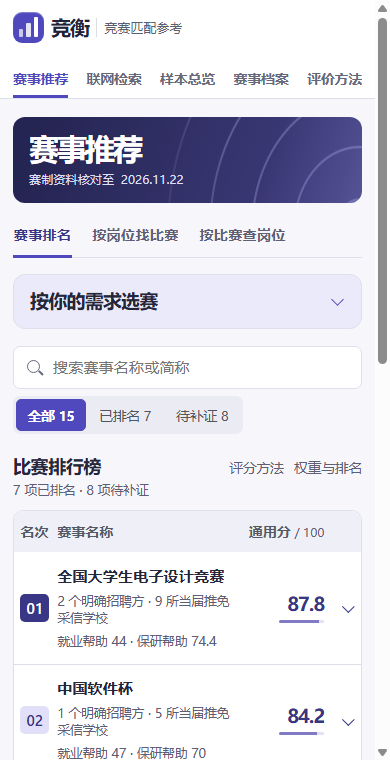 竞衡 竞赛匹配参考
赛事推荐 联网检索 样本总览 赛事档案 评价方法
赛事推荐
赛制资料核对至 2026.11.22
赛事排名 按岗位找比赛 按比赛查岗位
按你的需求选赛
搜索赛事名称或简称
全部 15 已排名 7 待补证 8
比赛排行榜 评分方法 权重与排名
7 项已排名 · 8 项待补证
名次 赛事名称 通用分 / 100
全国大学生电子设计竞赛
01 2 个明确招聘方 · 9 所当届推免 87.8
采信学校
就业帮助 44 · 保研帮助 74.4
中国软件杯
02 1 个明确招聘方 · 5 所当届推免 84.2
采信学校
就业帮助 47 · 保研帮助 70